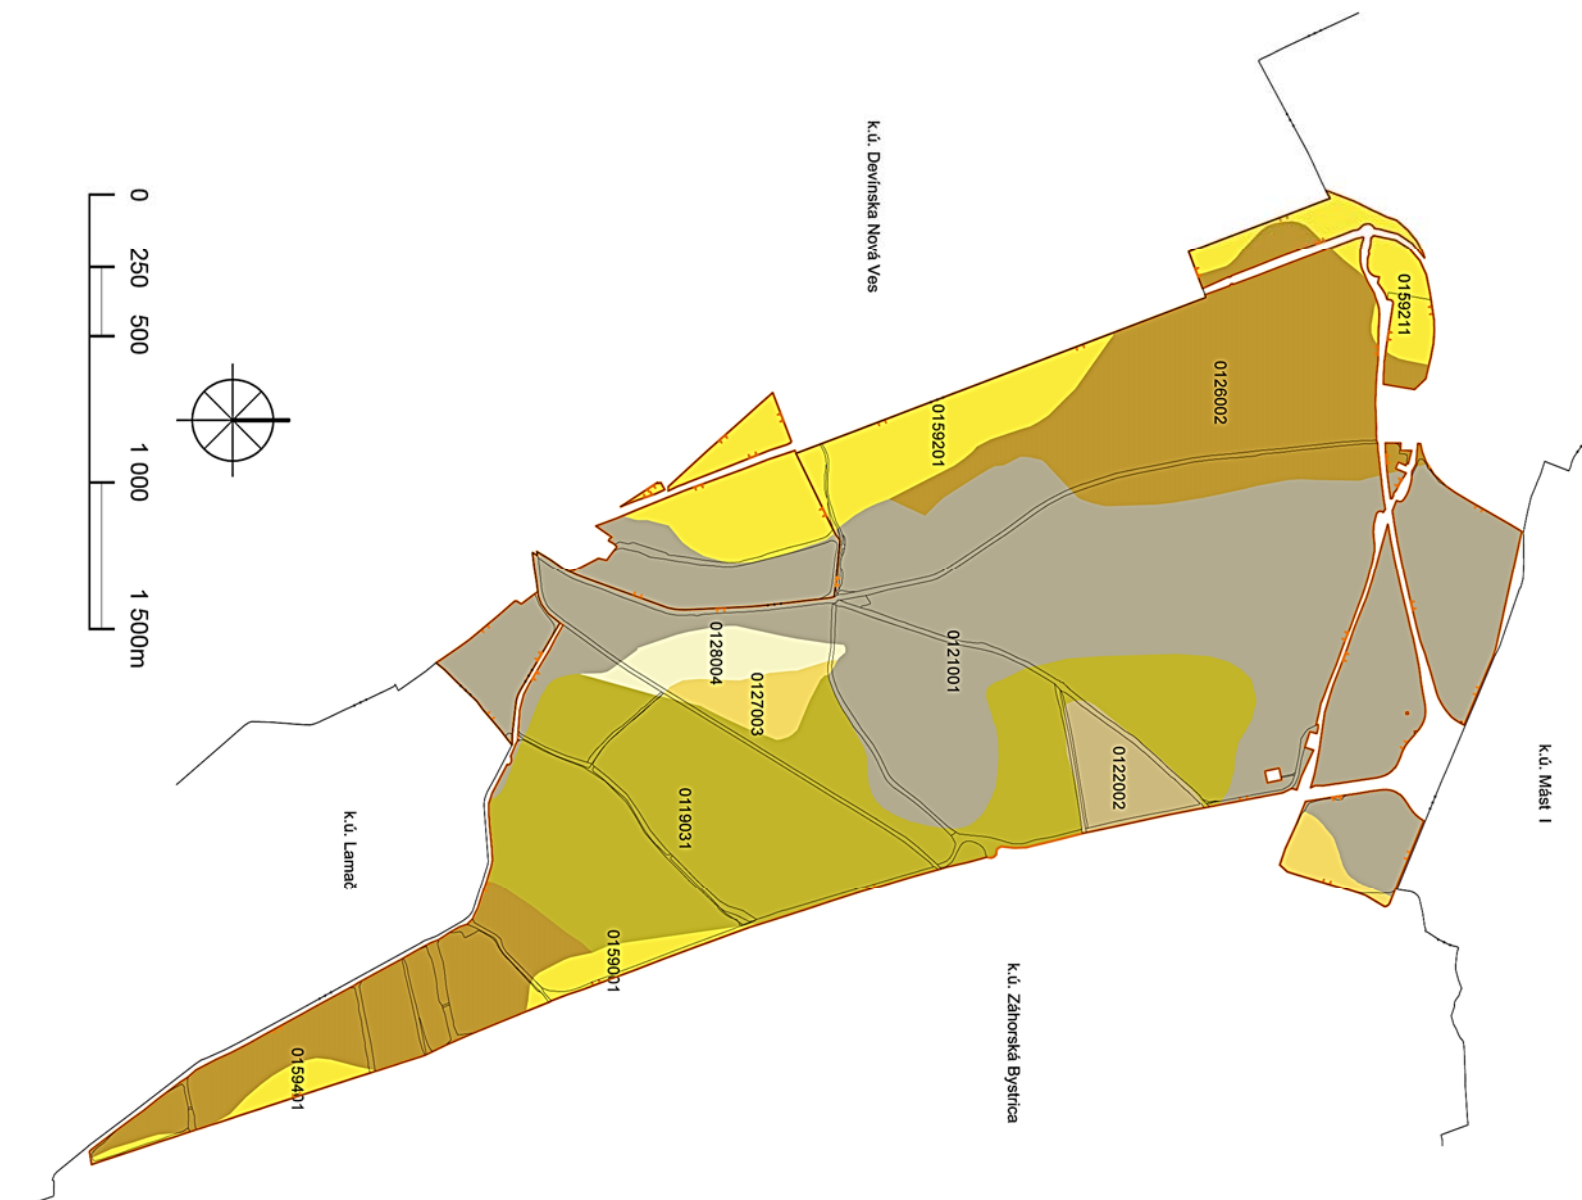 k.ú. Devínska Nová Ves
0
250
500
1 000
1 500m
0159211
0126002
0159201
0128004
0127003
0121001
0122002
0119031
0159001
0159401
k.ú. Mást I
k.ú. Lamač
k.ú. Záhorská Bystrica